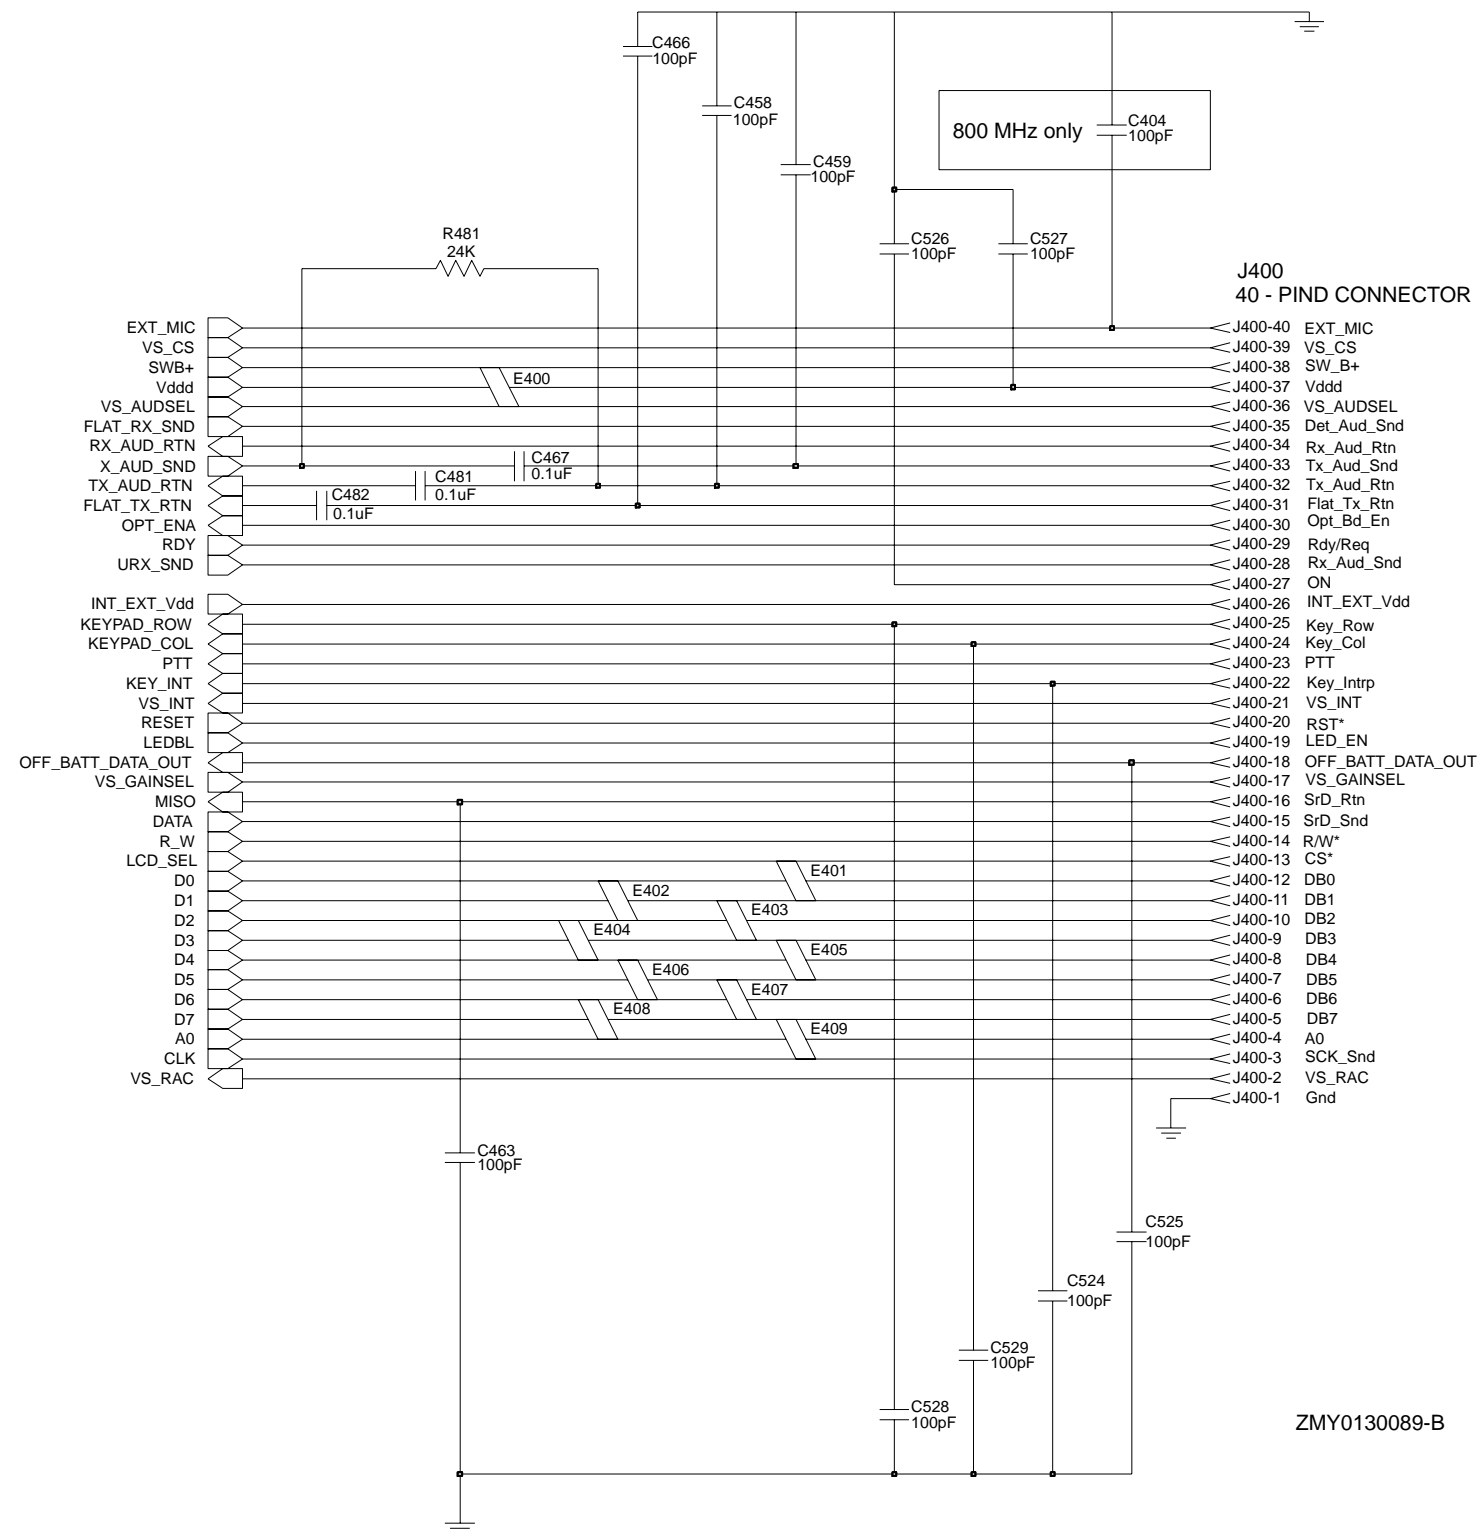 C466
100pF
C458
100pF
800 MHz only
C404
100pF
C459
100pF
R481
24K
C526
100pF
C527
100pF
J400
40 - PIND CONNECTOR
EXT_MIC J400-40 EXT_MIC
VS_CS J400-39 VS_CS
SWB+ J400-38 SW_B+
E400
Vddd J400-37 Vddd
VS_AUDSEL J400-36 VS_AUDSEL
FLAT_RX_SND J400-35 Det_Aud_Snd
RX_AUD_RTN J400-34 Rx_Aud_Rtn
C467
0.1uF
X_AUD_SND J400-33 Tx_Aud_Snd
C481
0.1uF
TX_AUD_RTN J400-32 Tx_Aud_Rtn
C482
0.1uF
FLAT_TX_RTN J400-31 Flat_Tx_Rtn
OPT_ENA J400-30 Opt_Bd_En
RDY J400-29 Rdy/Req
URX_SND J400-28 Rx_Aud_Snd
J400-27 ON
INT_EXT_Vdd J400-26 INT_EXT_Vdd
KEYPAD_ROW J400-25 Key_Row
KEYPAD_COL J400-24 Key_Col
PTT J400-23 PTT
KEY_INT J400-22 Key_Intrp
VS_INT J400-21 VS_INT
RESET J400-20 RST*
LEDBL J400-19 LED_EN
OFF_BATT_DATA_OUT J400-18 OFF_BATT_DATA_OUT
VS_GAINSEL J400-17 VS_GAINSEL
MISO J400-16 SrD_Rtn
DATA J400-15 SrD_Snd
R_W J400-14 R/W*
LCD_SEL J400-13 CS*
E401
D0 J400-12 DB0
E402
D1 J400-11 DB1
E403
D2 J400-10 DB2
E404
D3 J400-9 DB3
E405
D4 J400-8 DB4
E406
D5 J400-7 DB5
E407
D6 J400-6 DB6
E408
D7 J400-5 DB7
E409
A0 J400-4 A0
CLK J400-3 SCK_Snd
VS_RAC J400-2 VS_RAC
J400-1 Gnd
C463
100pF
C525
100pF
C524
100pF
C529
100pF
C528
100pF
ZMY0130089-B